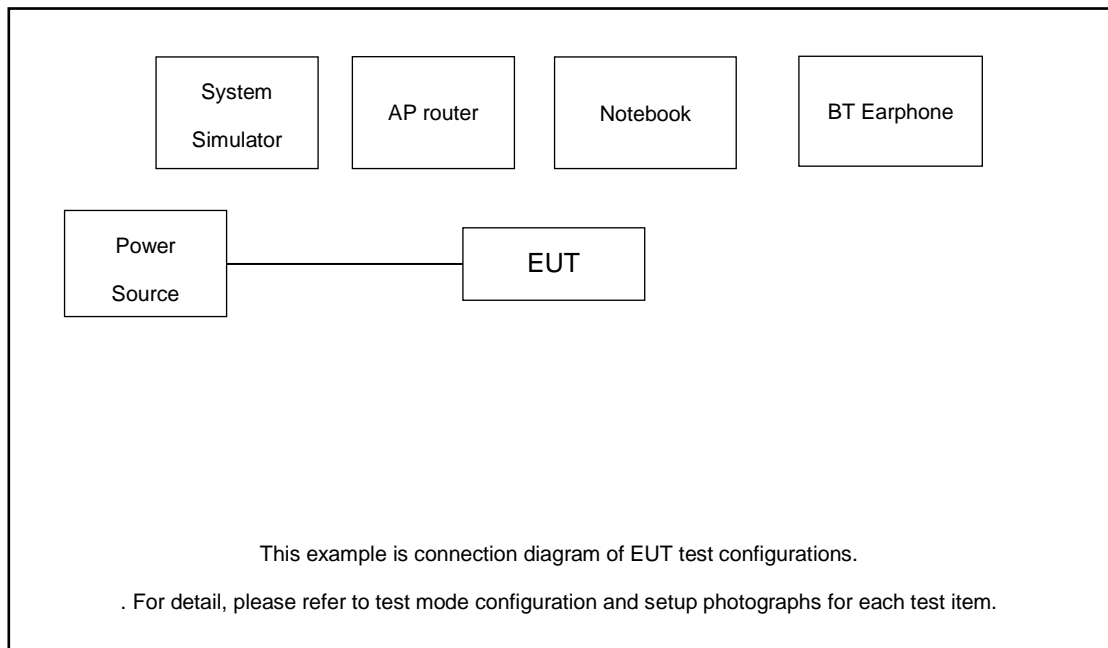 System
Simulator
AP router
Notebook
BT Earphone
Power
Source
EUT
This example is connection diagram of EUT test configurations.
. For detail, please refer to test mode configuration and setup photographs for each test item.